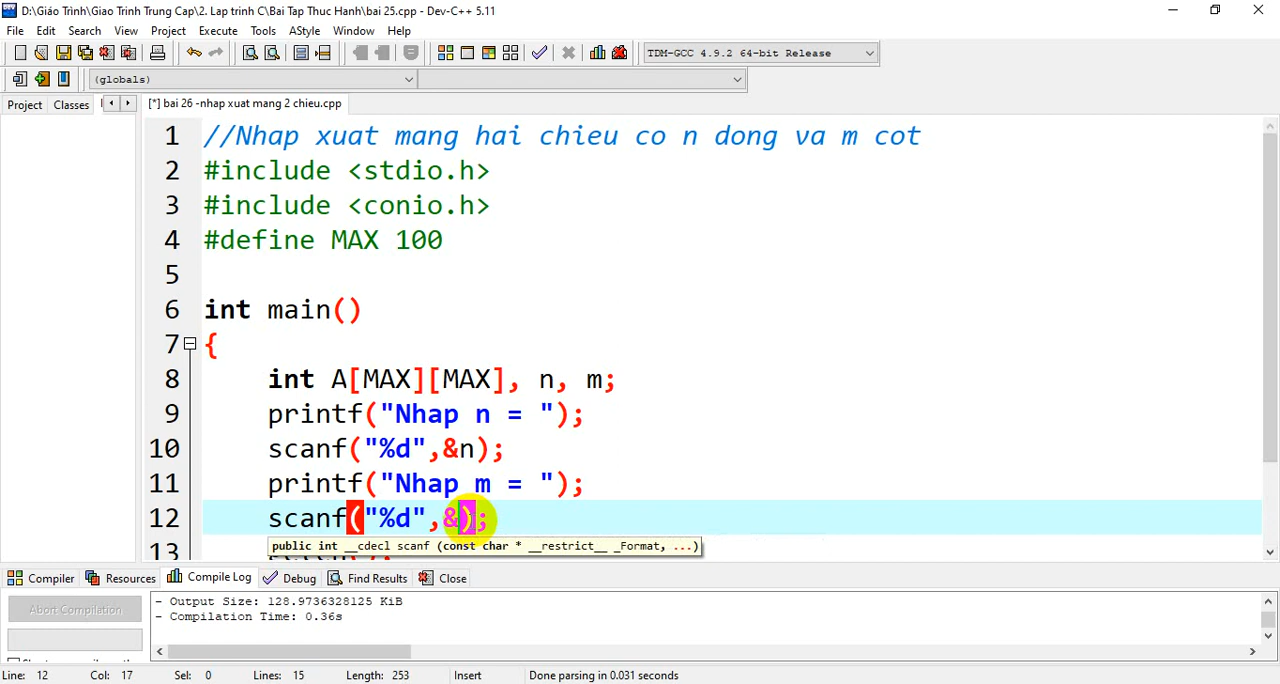 D:\Giáo Trình\Giao Trinh Trung Cap\2. Lap trinh C\Bai Tap Thuc Hanh\bai 25.cpp - Dev-C++ 5.11
File Edit Search View Project Execute Tools AStyle Window Help
TDM-GCC 4.9.2 64-bit Release
(globals)
Project Classes [*] bai 26 -nhap xuat mang 2 chieu.cpp
1 //Nhap xuat mang hai chieu co n dong va m cot
2 #include <stdio.h>
3 #include <conio.h>
4 #define MAX 100
5
6 int main()
7 {
8 int A[MAX][MAX], n, m;
9 printf("Nhap n = ");
10 scanf("%d",&n);
11 printf("Nhap m = ");
12 scanf("%d",&);
public int __cdecl scanf (const char * __restrict__ _Format, ...)
13
Compiler Resources Compile Log Debug Find Results Close
Abort Compilation
- Output Size: 128.9736328125 KiB
- Compilation Time: 0.36s
Line: 12 Col: 17 Sel: 0 Lines: 15 Length: 253 Insert Done parsing in 0.031 seconds